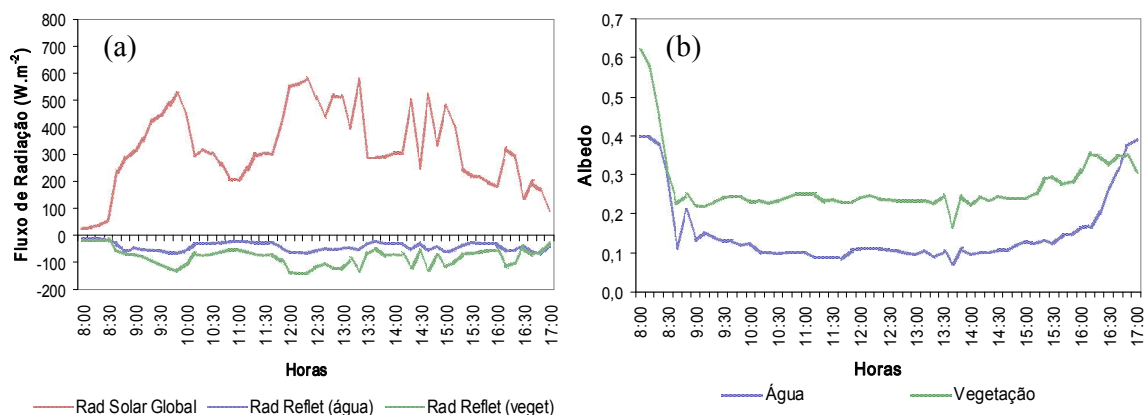 (a)
Fluxo de Radiação (W.m⁻²)
800
700
600
500
400
300
200
100
0
-100
-200
8:00 8:30 9:00 9:30 10:00 10:30 11:00 11:30 12:00 12:30 13:00 13:30 14:00 14:30 15:00 15:30 16:00 16:30 17:00
Horas
Rad Solar Global Rad Reflet (água) Rad Reflet (veget)
(b)
Albedo
0,7
0,6
0,5
0,4
0,3
0,2
0,1
0,0
8:00 8:30 9:00 9:30 10:00 10:30 11:00 11:30 12:00 12:30 13:00 13:30 14:00 14:30 15:00 15:30 16:00 16:30 17:00
Horas
Água Vegetação